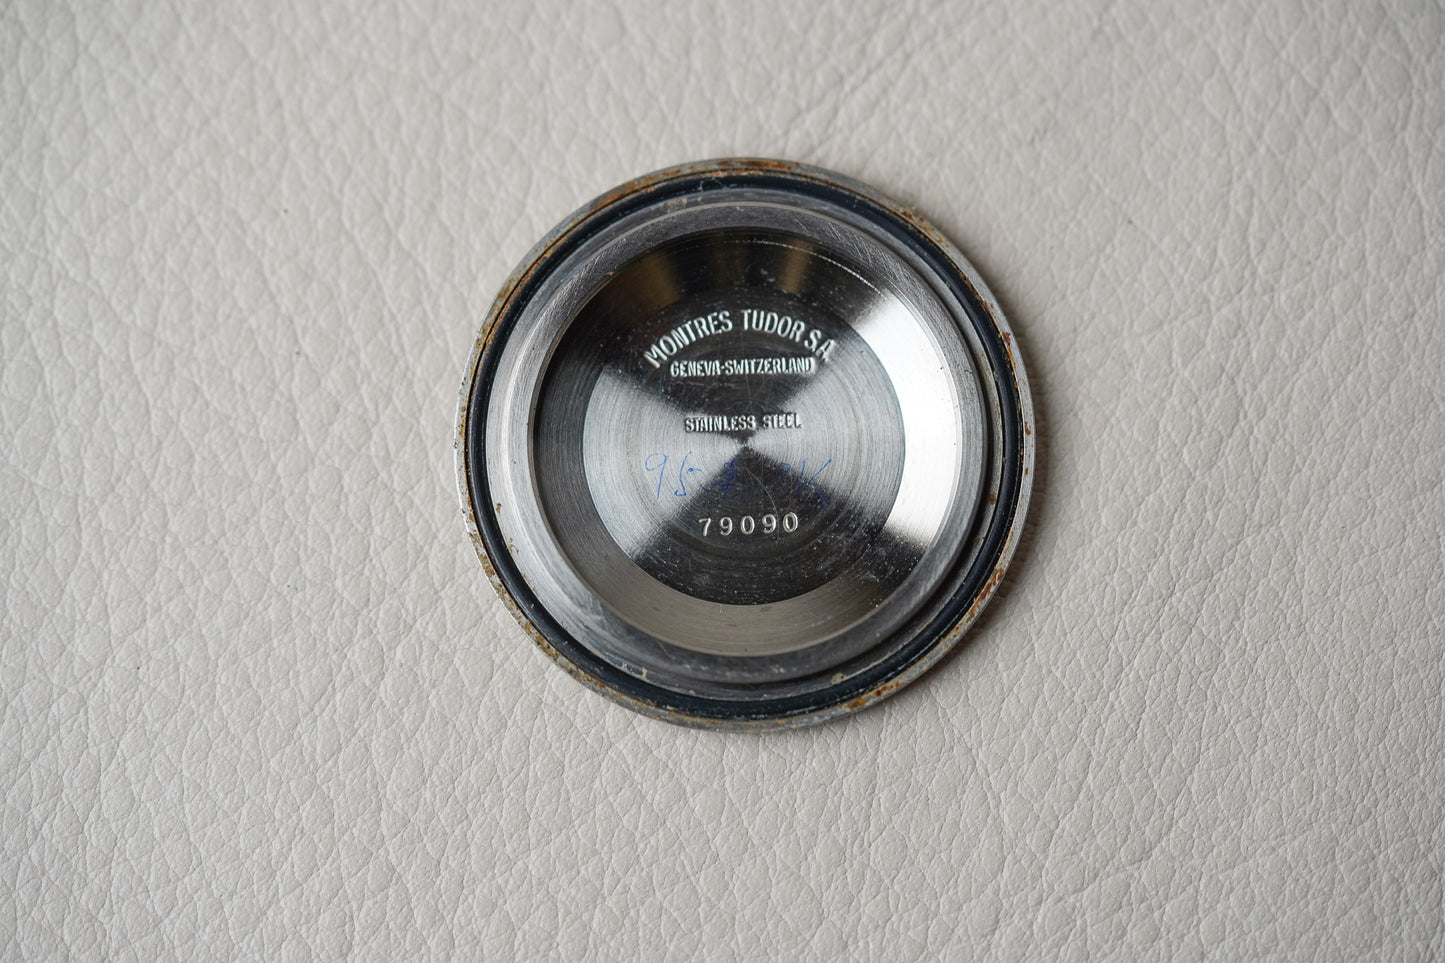 MONTRES TUDOR S.A.
GENEVA-SWITZERLAND
STAINLESS STEEL
79090